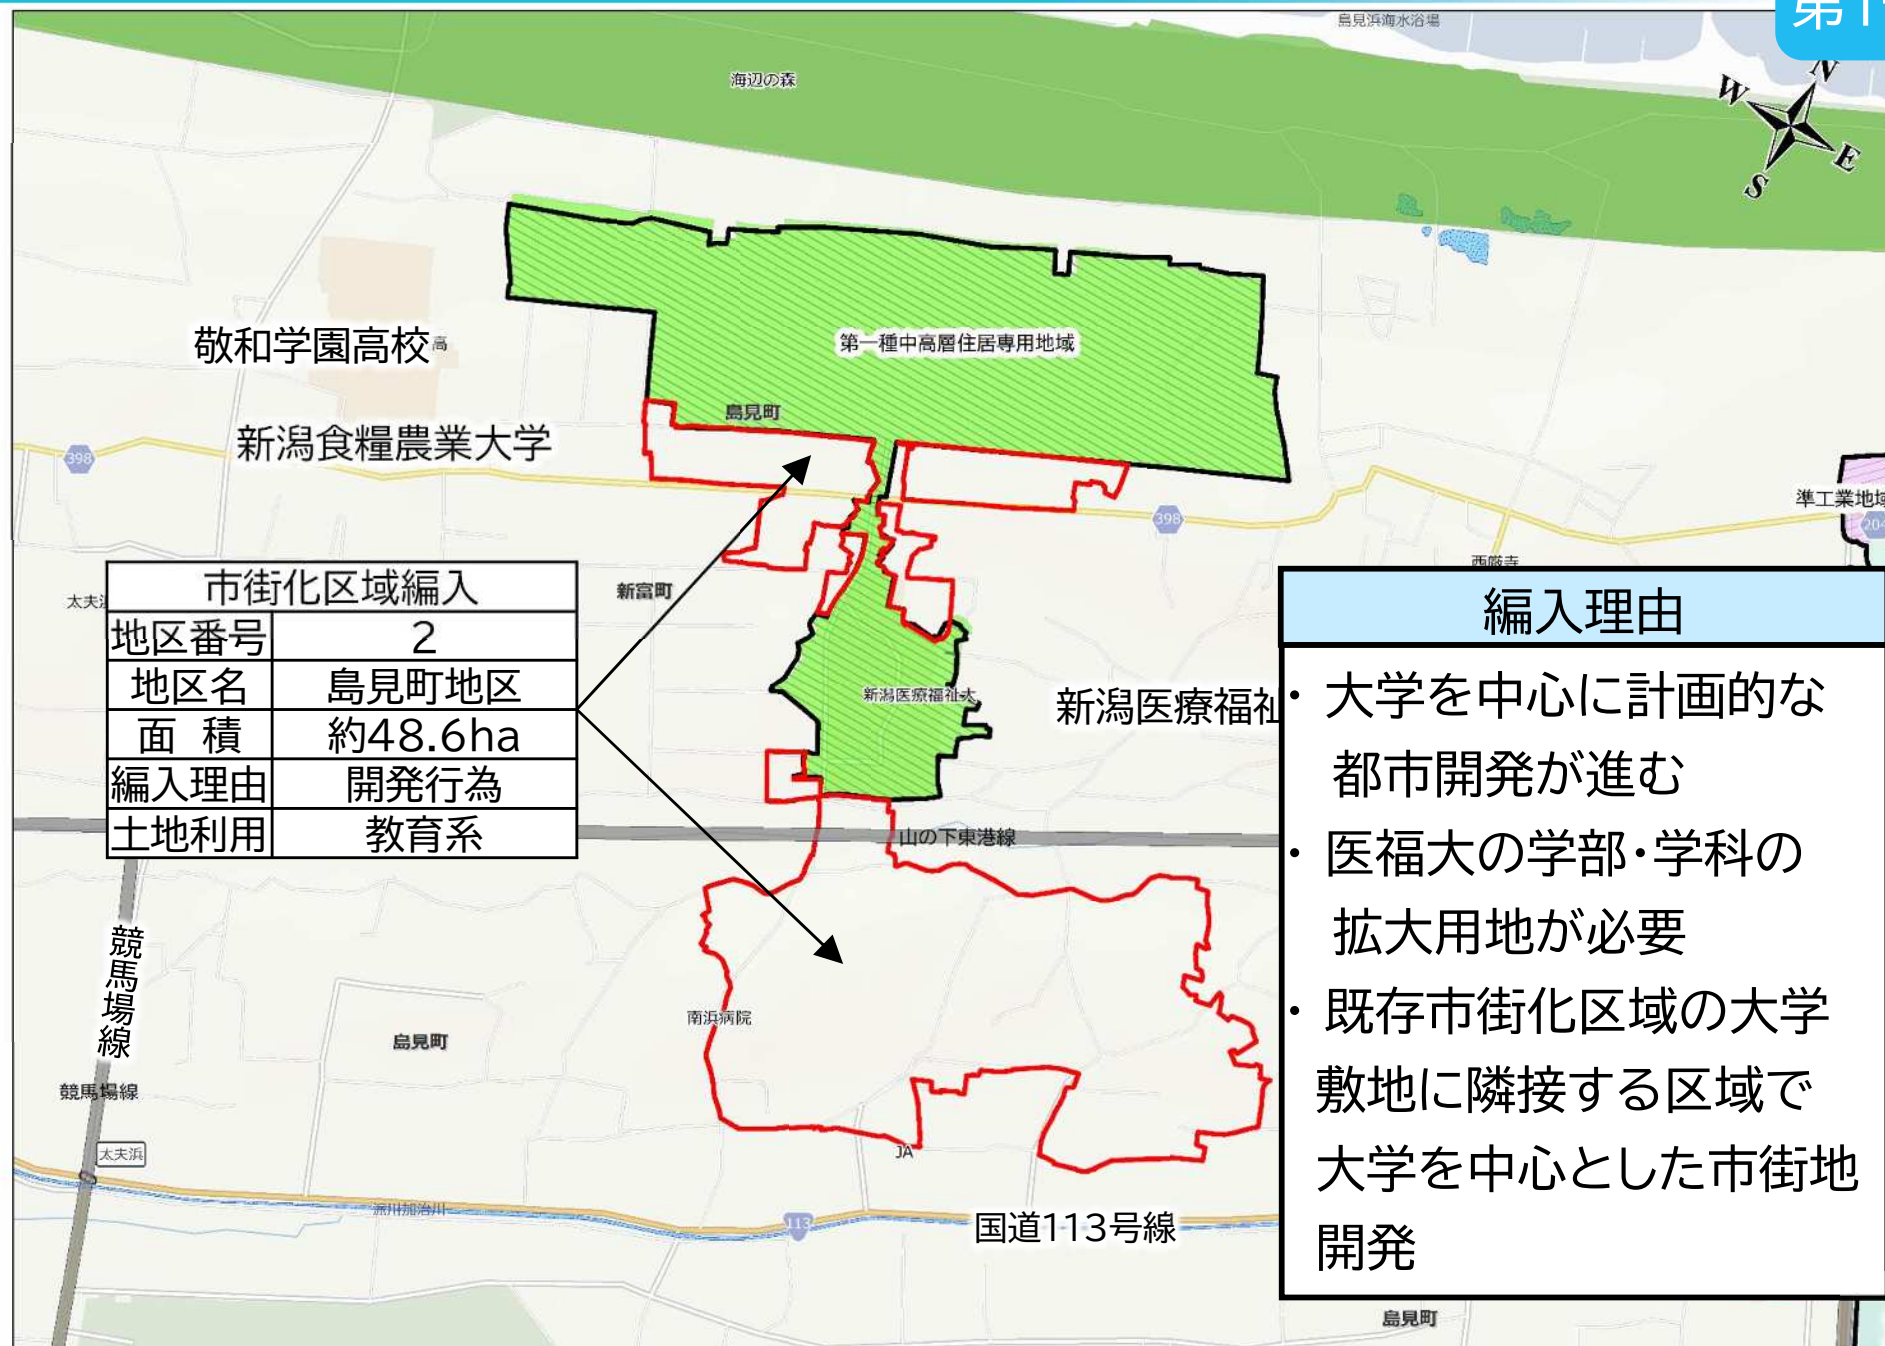 島見浜海水浴場
第1
海辺の森
N
W
E
S
敬和学園高校
高
第一種中高層住居専用地域
島見町
新潟食糧農業大学
398
398
準工業地域
204
西厳寺
市街化区域編入
地区番号 2
地区名 島見町地区
面 積 約48.6ha
編入理由 開発行為
土地利用 教育系
太夫
新富町
新潟医療福祉大
新潟医療福祉
編入理由
・大学を中心に計画的な
都市開発が進む
・医福大の学部・学科の
拡大用地が必要
・既存市街化区域の大学
敷地に隣接する区域で
大学を中心とした市街地
開発
山の下東港線
競馬場線
南浜病院
島見町
競馬場線
太夫浜
JA
派川加治川
113
国道113号線
島見町